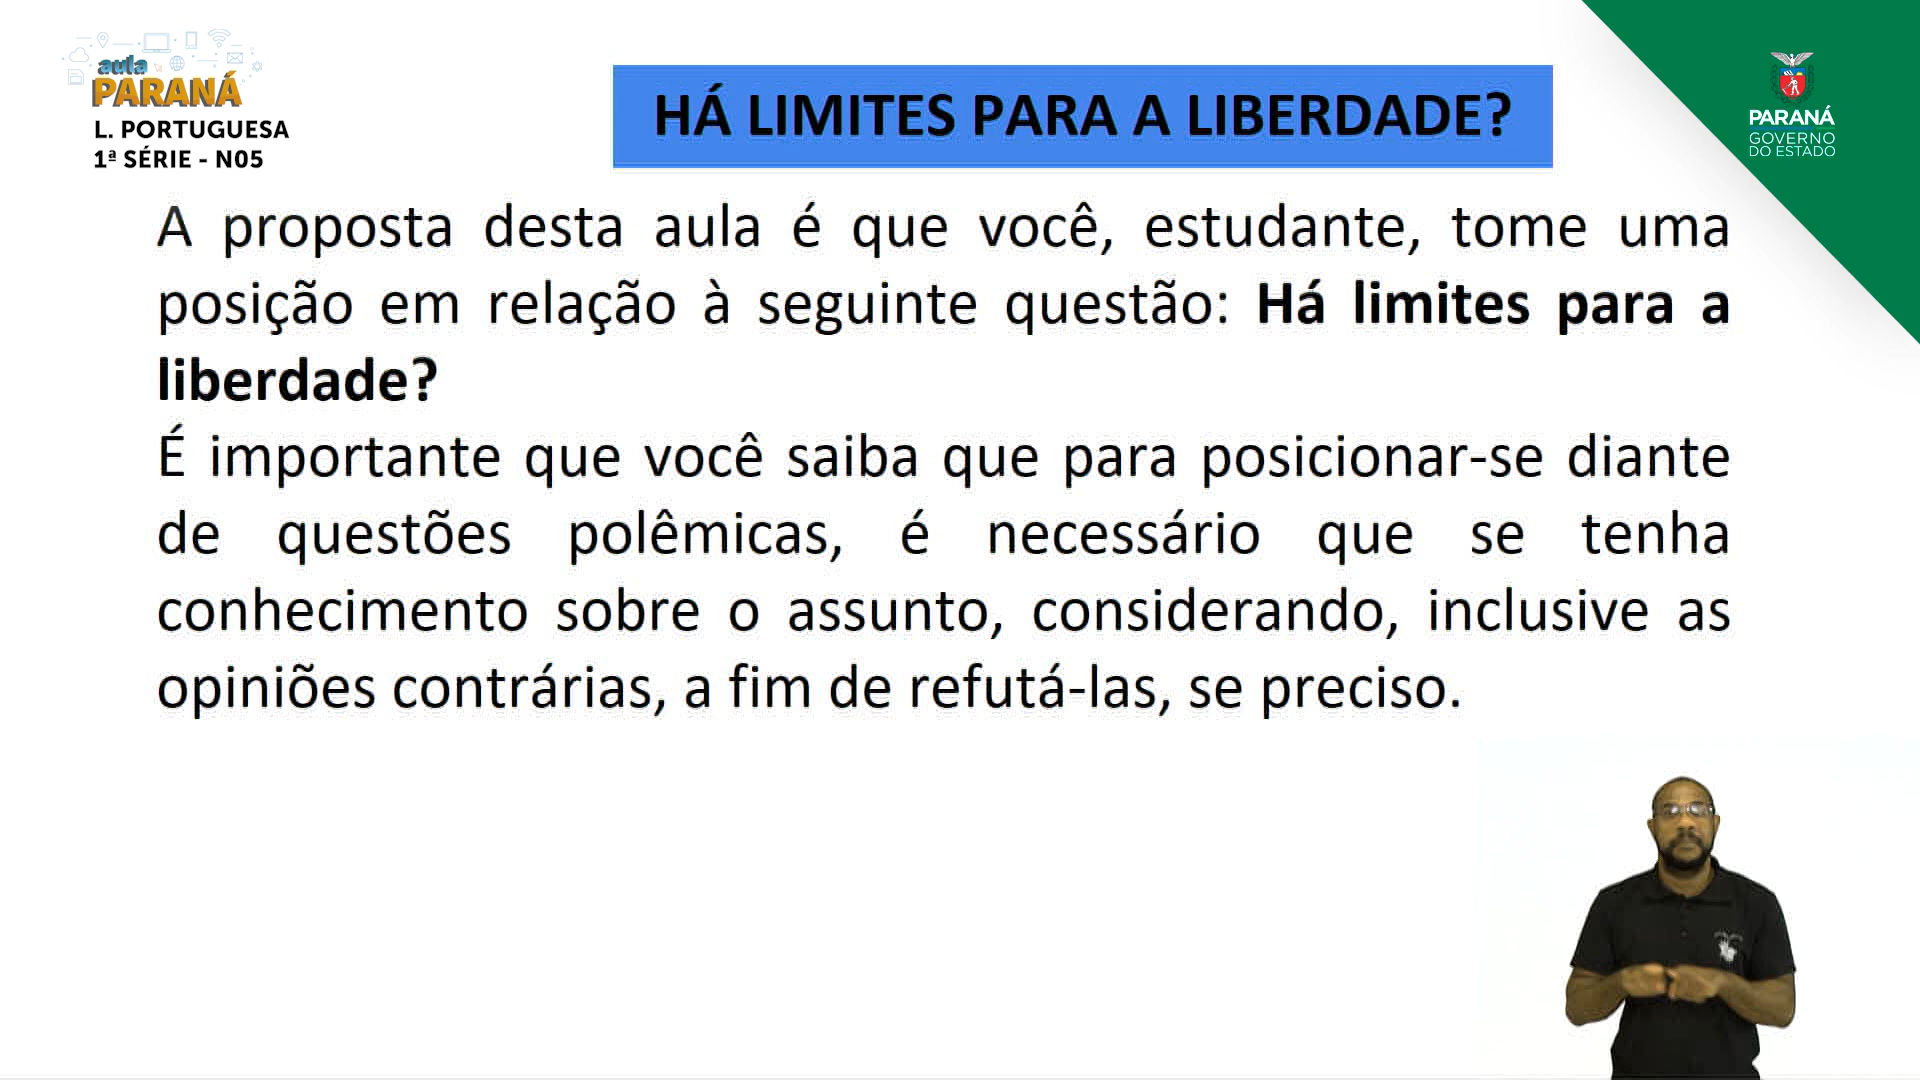 aula
PARANÁ
L. PORTUGUESA
1ª SÉRIE - N05
HÁ LIMITES PARA A LIBERDADE?
PARANÁ
GOVERNO
DO ESTADO
A proposta desta aula é que você, estudante, tome uma
posição em relação à seguinte questão: Há limites para a
liberdade?
É importante que você saiba que para posicionar-se diante
de questões polêmicas, é necessário que se tenha
conhecimento sobre o assunto, considerando, inclusive as
opiniões contrárias, a fim de refutá-las, se preciso.